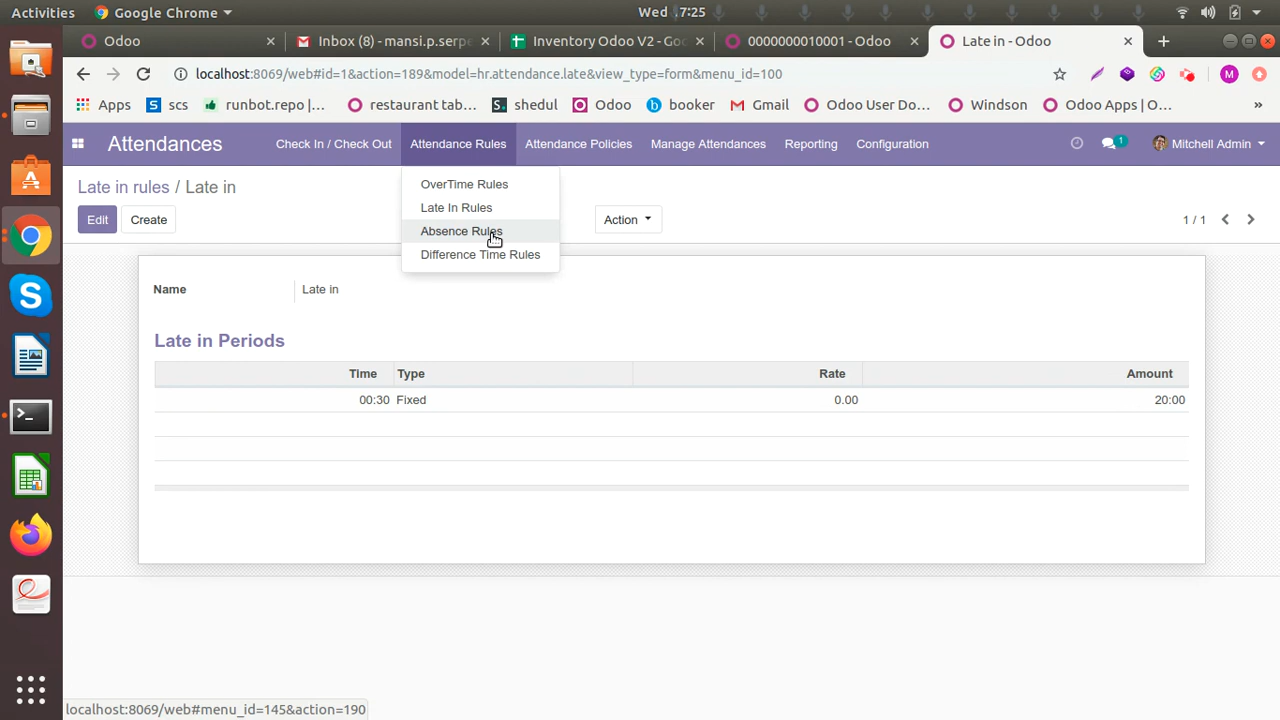 Activities Google Chrome Wed 17:25
Odoo Inbox (8) - mansi.p.serpe Inventory Odoo V2 - Goo 0000000010001 - Odoo Late in - Odoo
localhost:8069/web#id=1&action=189&model=hr.attendance.late&view_type=form&menu_id=100 M
Apps S scs runbot.repo |... restaurant tab... S. shedul Odoo b booker Gmail Odoo User Do... Windson Odoo Apps | O... »
Attendances Check In / Check Out Attendance Rules Attendance Policies Manage Attendances Reporting Configuration 1 Mitchell Admin
Late in rules / Late in
OverTime Rules
Late In Rules
Absence Rules
Difference Time Rules
Edit Create Action 1 / 1
Name Late in
Late in Periods
Time Type Rate Amount
00:30 Fixed 0.00 20:00
localhost:8069/web#menu_id=145&action=190